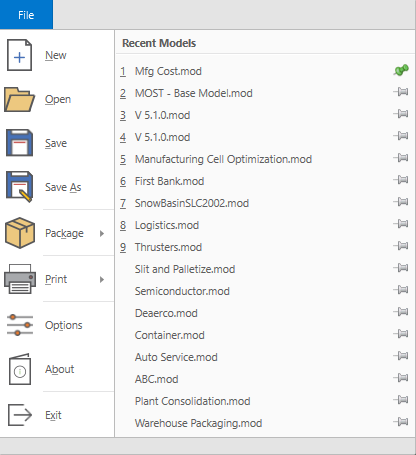 File
New
Open
Save
Save As
Package
Print
Options
About
Exit
Recent Models
1 Mfg Cost.mod
2 MOST - Base Model.mod
3 V 5.1.0.mod
4 V 5.1.0.mod
5 Manufacturing Cell Optimization.mod
6 First Bank.mod
7 SnowBasinSLC2002.mod
8 Logistics.mod
9 Thrusters.mod
Slit and Palletize.mod
Semiconductor.mod
Deaerco.mod
Container.mod
Auto Service.mod
ABC.mod
Plant Consolidation.mod
Warehouse Packaging.mod